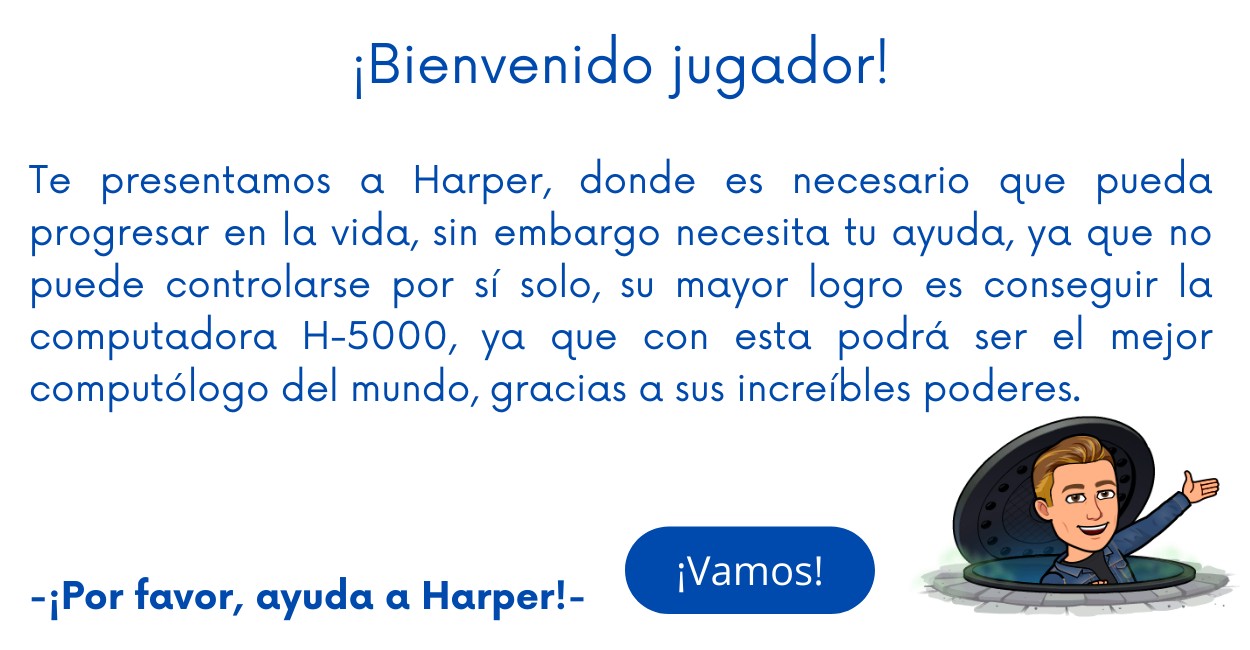 ¡Bienvenido jugador!
Te presentamos a Harper, donde es necesario que pueda
progresar en la vida, sin embargo necesita tu ayuda, ya que no
puede controlarse por sí solo, su mayor logro es conseguir la
computadora H-5000, ya que con esta podrá ser el mejor
computólogo del mundo, gracias a sus increíbles poderes.
¡Vamos!
-¡Por favor, ayuda a Harper!-